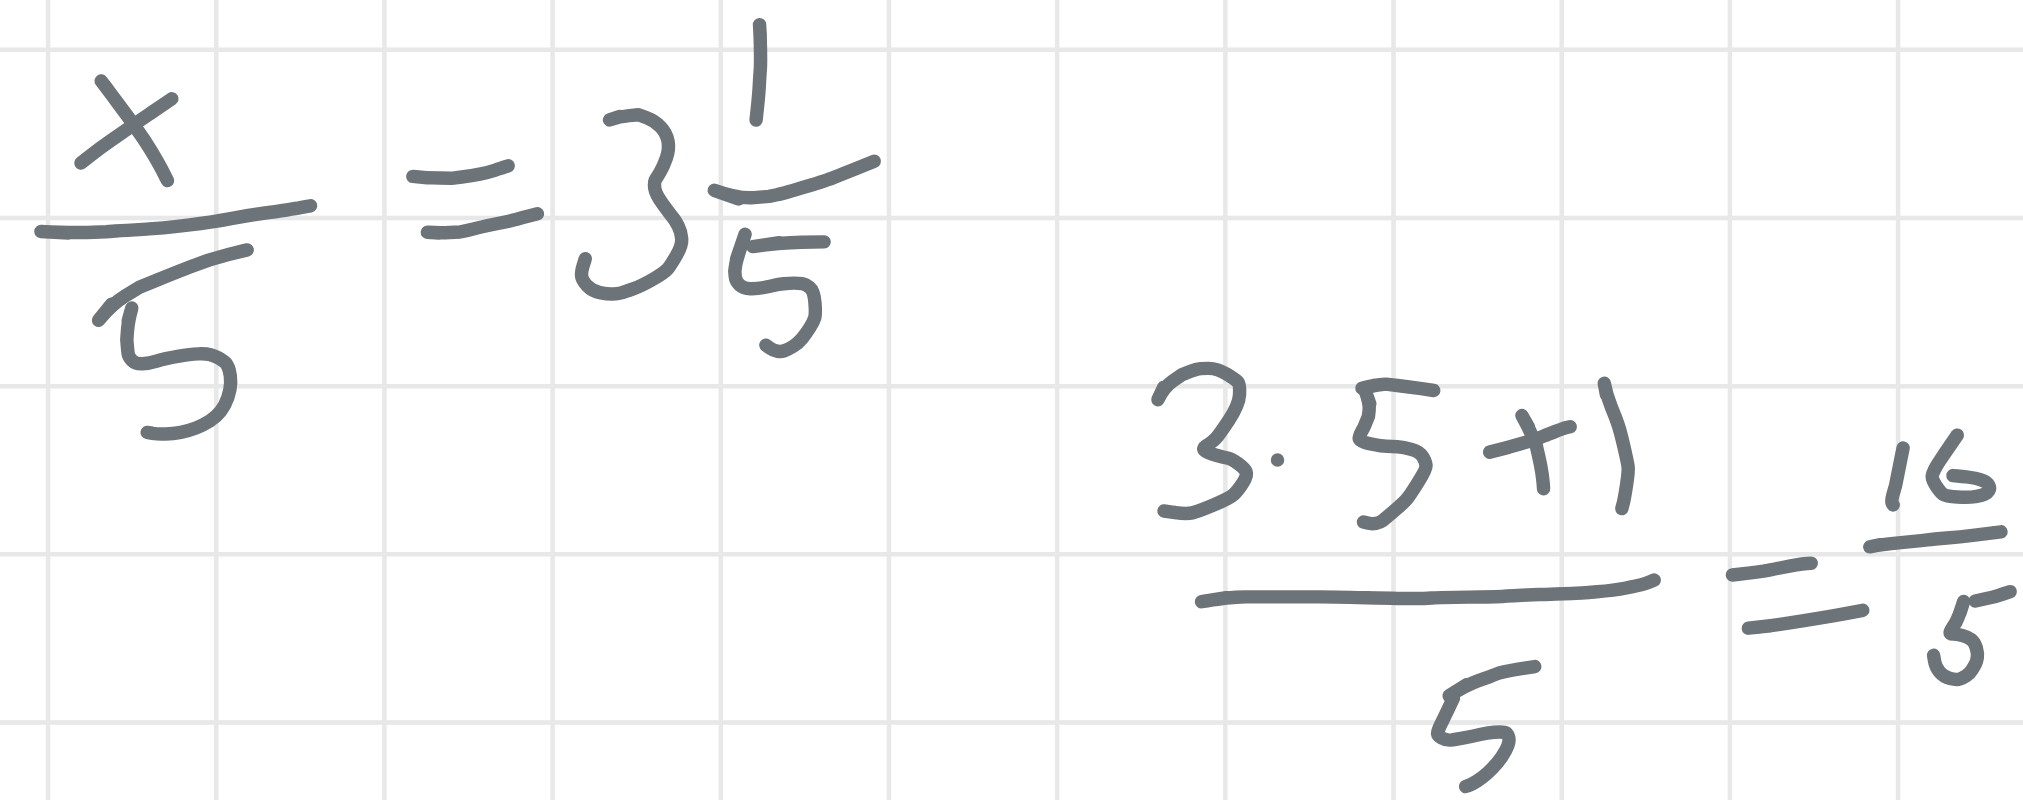 x/5 = 3 1/5
(3 · 5 + 1)/5 = 16/5